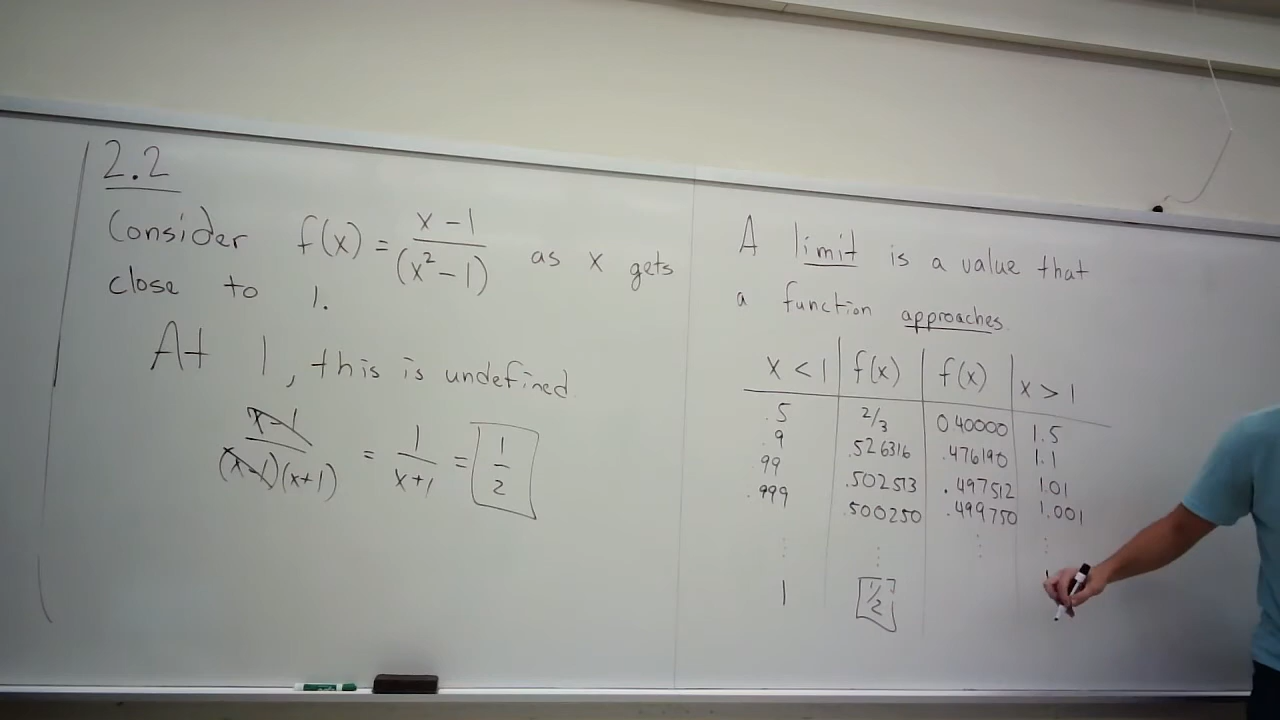 2.2
Consider f(x) = x - 1 / (x² - 1) as x gets
close to 1.
At 1, this is undefined.
x-1 / (x-1)(x+1) = 1 / x+1 = 1/2
A limit is a value that
a function approaches.
x < 1 | f(x) | f(x) | x > 1
.5 | 2/3 | 0.40000 | 1.5
.9 | .526316 | .476190 | 1.1
.99 | .502513 | .497512 | 1.01
.999 | .500250 | .499750 | 1.001
⋮ | ⋮ | ⋮ | ⋮
1 | 1/2